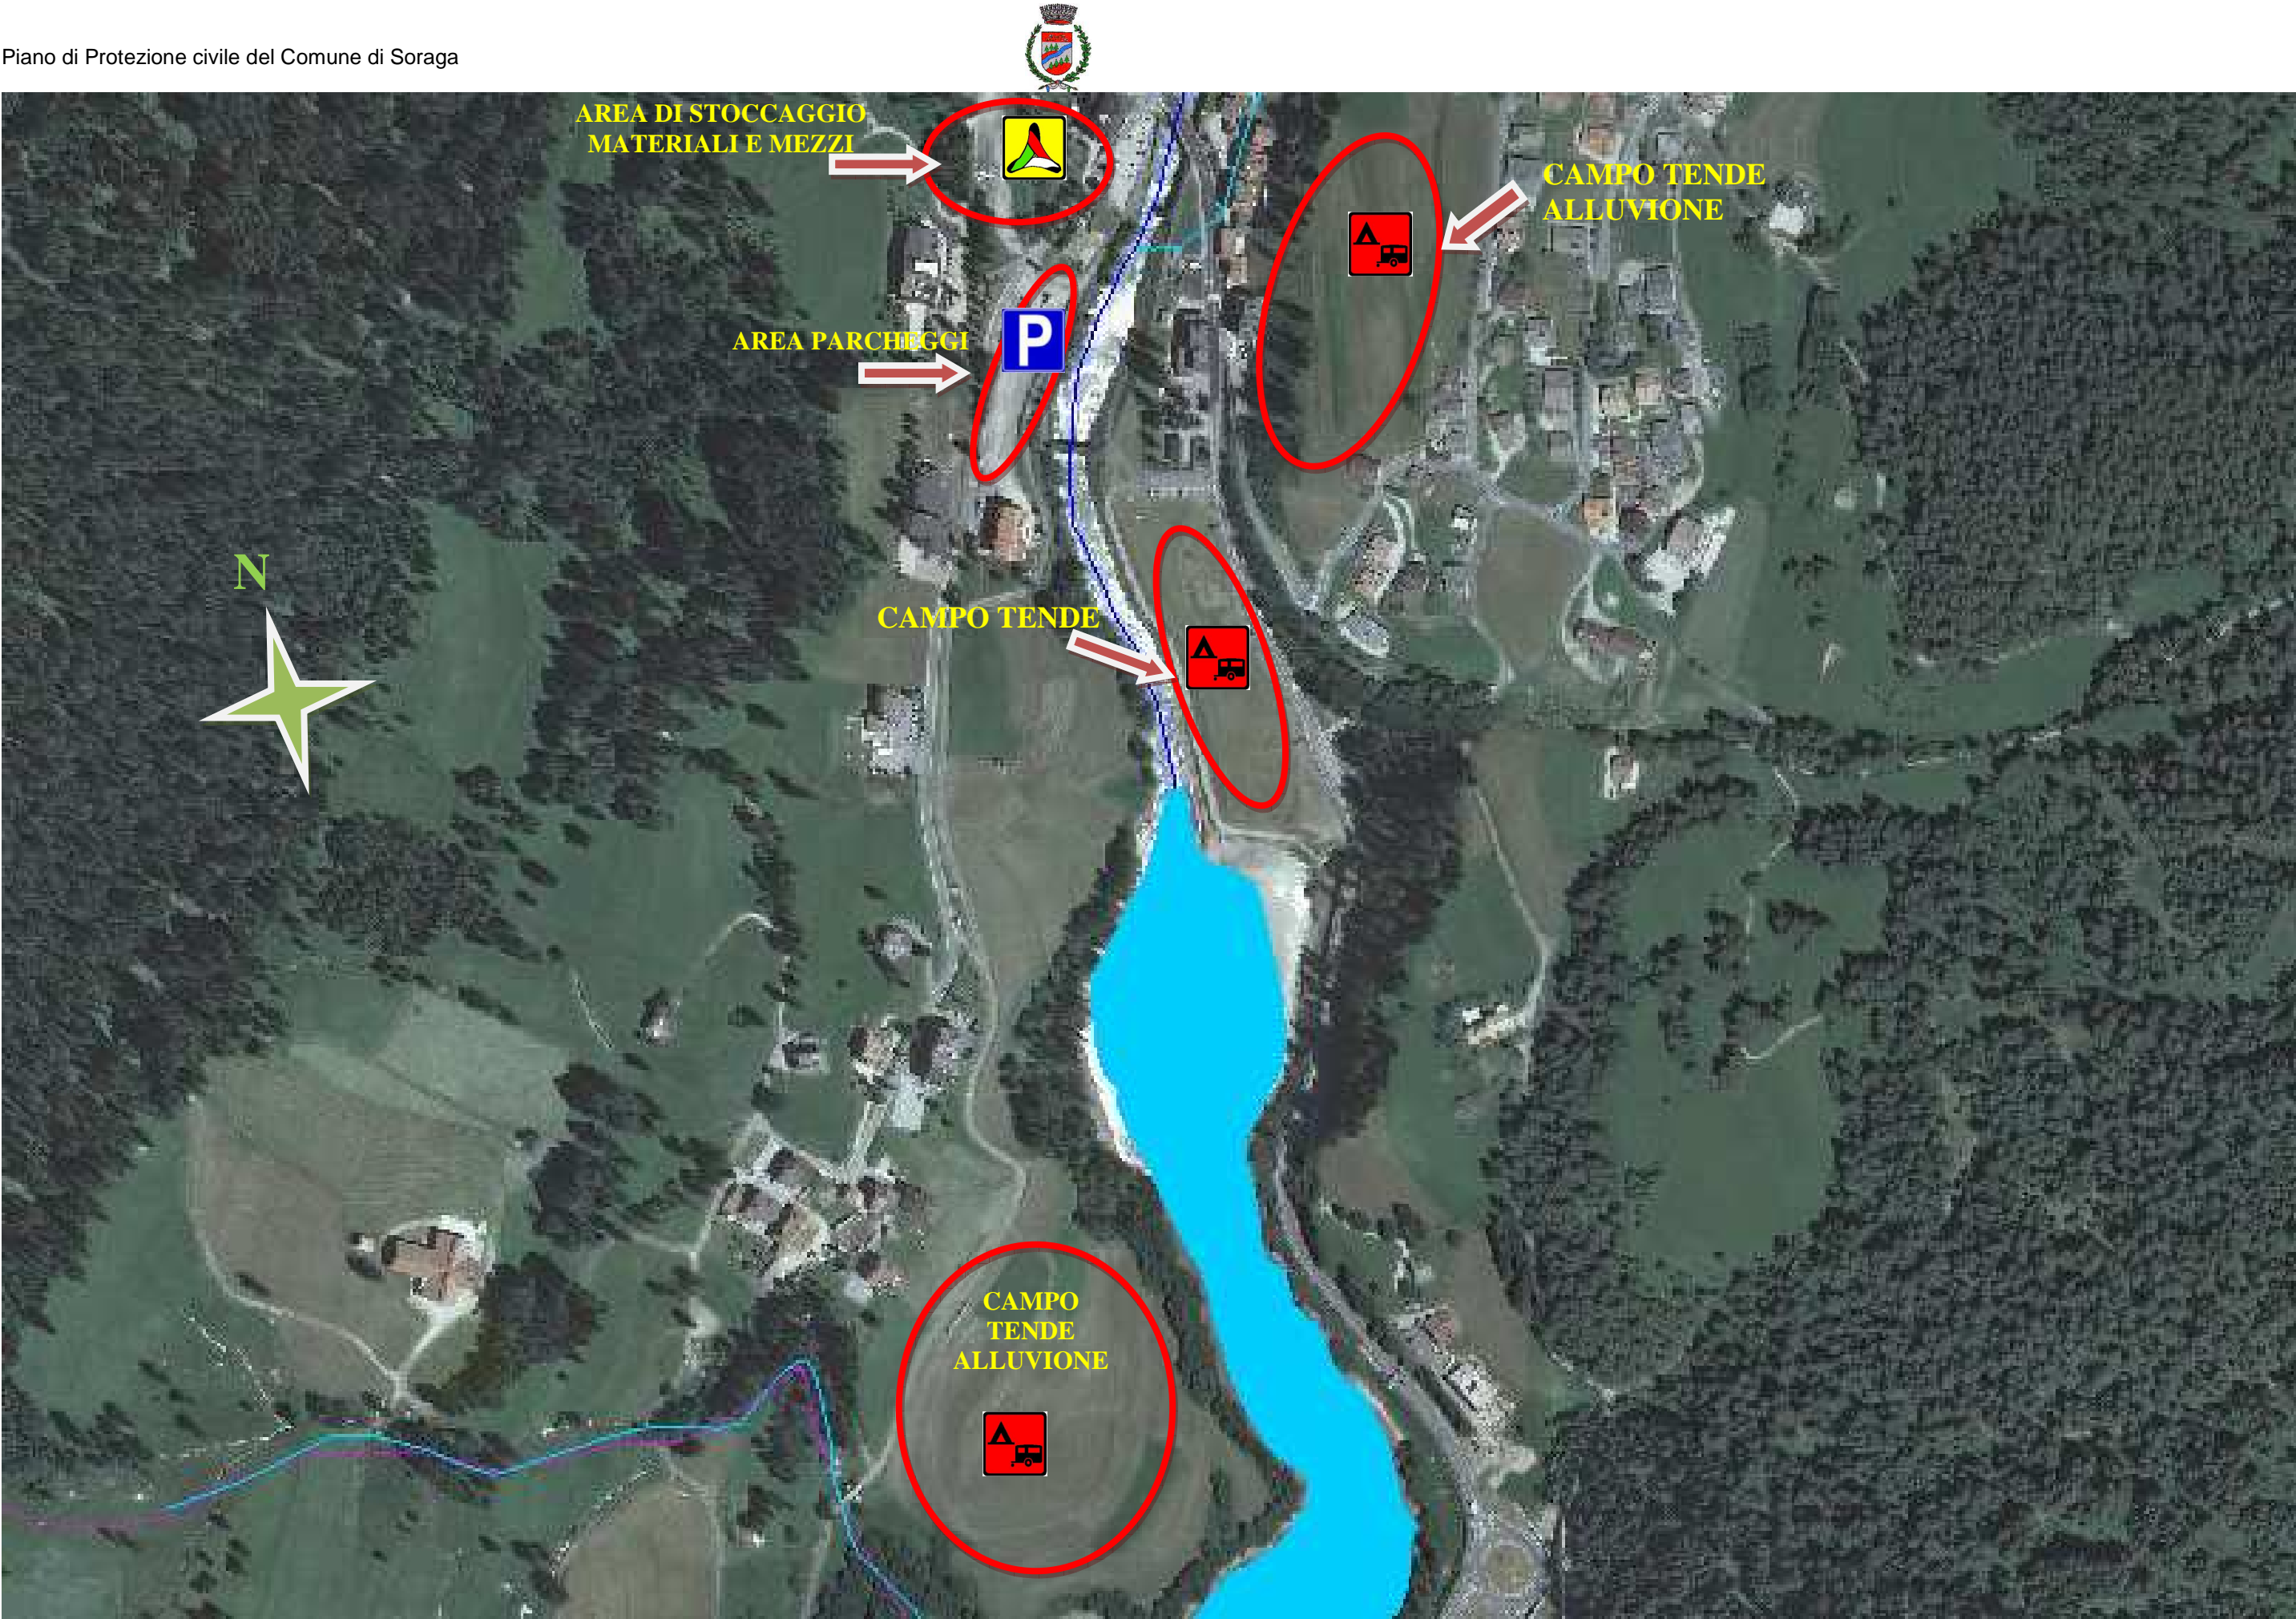 Piano di Protezione civile del Comune di Soraga
AREA DI STOCCAGGIO
MATERIALI E MEZZI
CAMPO TENDE
ALLUVIONE
P
AREA PARCHEGGI
N
CAMPO TENDE
CAMPO
TENDE
ALLUVIONE